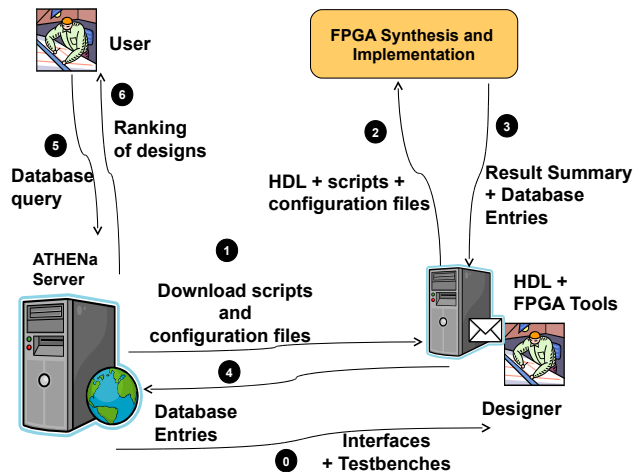 User
FPGA Synthesis and
Implementation
6
Ranking
of designs
5
Database
query
2
3
HDL + scripts +
configuration files
Result Summary
+ Database
Entries
ATHENa
Server
1
Download scripts
and
configuration files
HDL +
FPGA Tools
4
Database
Entries
Designer
0
Interfaces
+ Testbenches